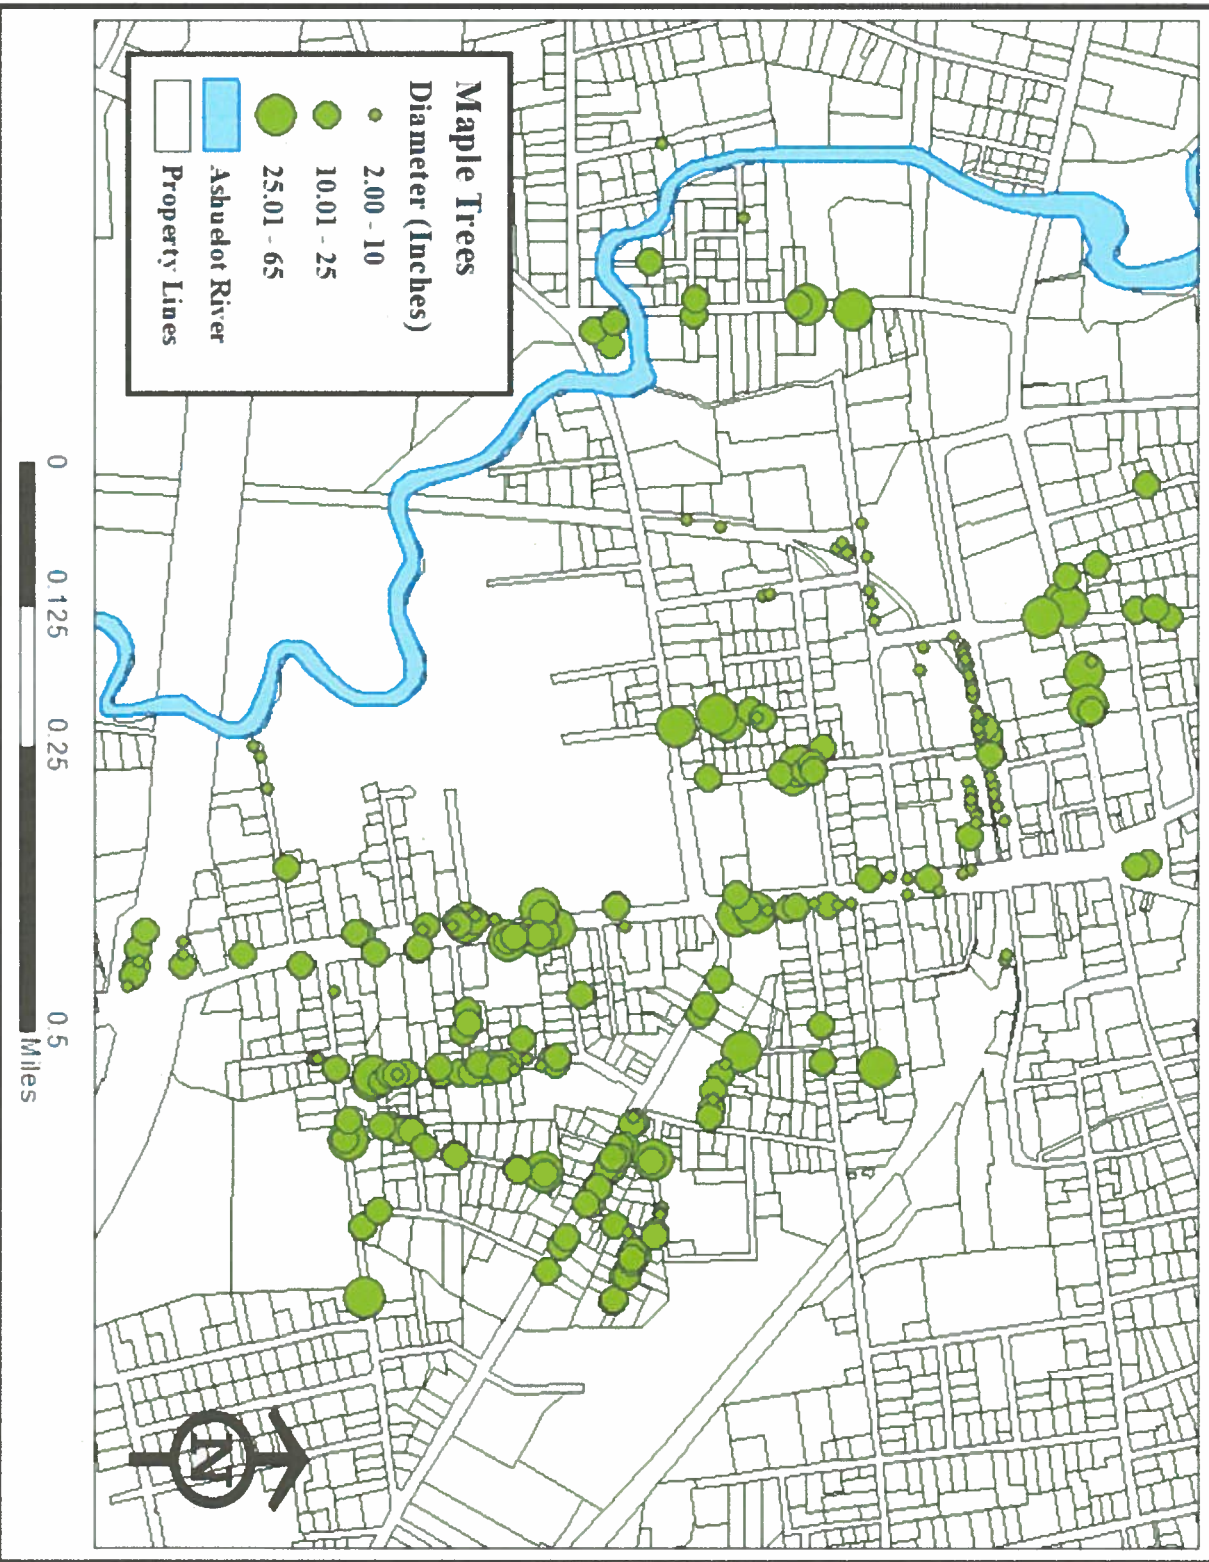 Maple Trees
Diameter (Inches)
2.00 - 10
10.01 - 25
25.01 - 65
Ashuelot River
Property Lines
0 0.125 0.25 0.5
Miles
N